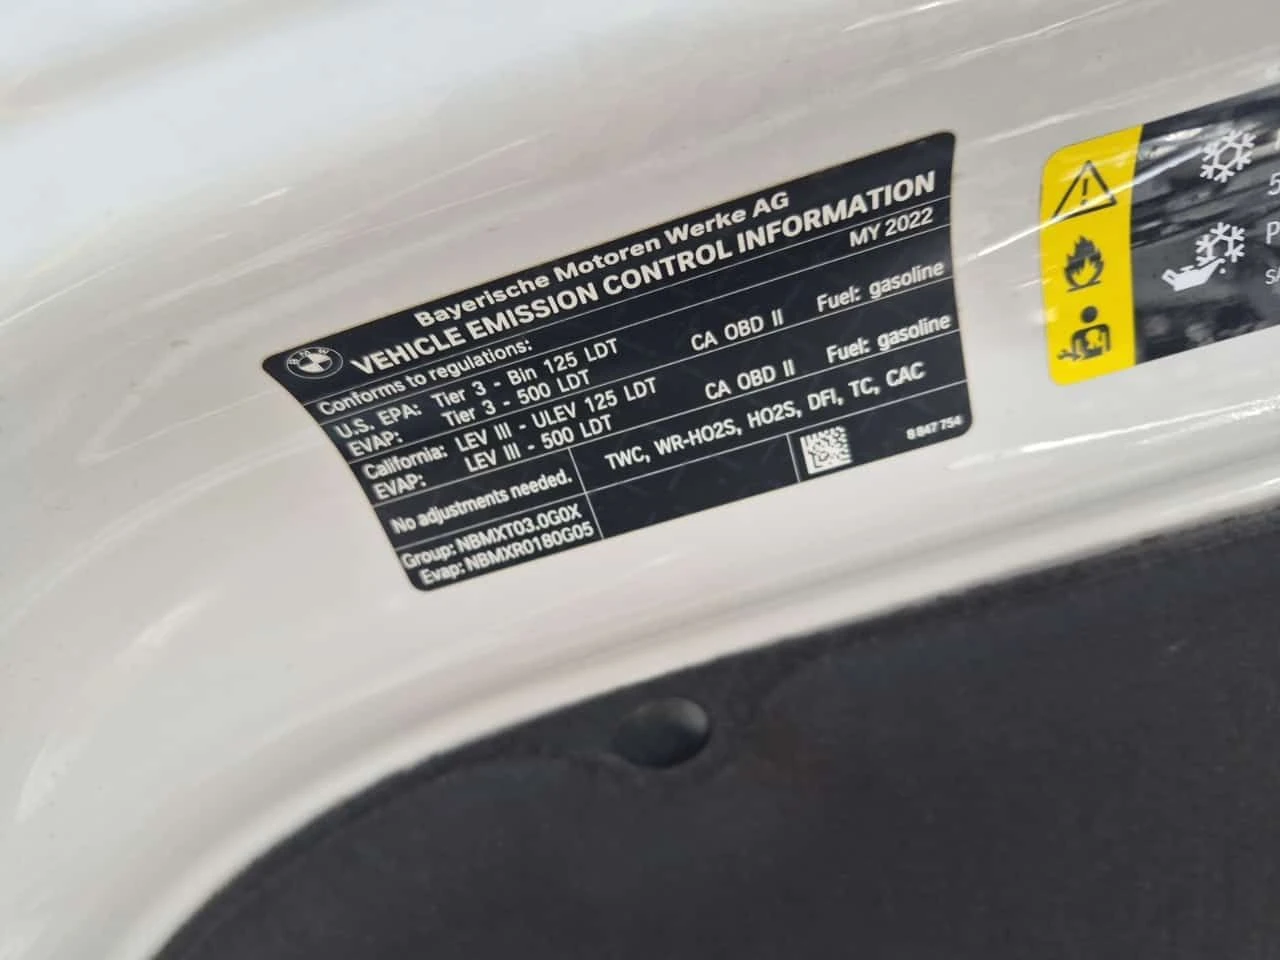 Bayerische Motoren Werke AG
VEHICLE EMISSION CONTROL INFORMATION
Conforms to regulations: MY 2022
U.S. EPA: Tier 3 - Bin 125 LDT CA OBD II Fuel: gasoline
EVAP: Tier 3 - 500 LDT
California: LEV III - ULEV 125 LDT CA OBD II Fuel: gasoline
EVAP: LEV III - 500 LDT
No adjustments needed. TWC, WR-HO2S, HO2S, DFI, TC, CAC
Group: NBMXT03.0G0X
Evap: NBMXR0180G05
8 847 754